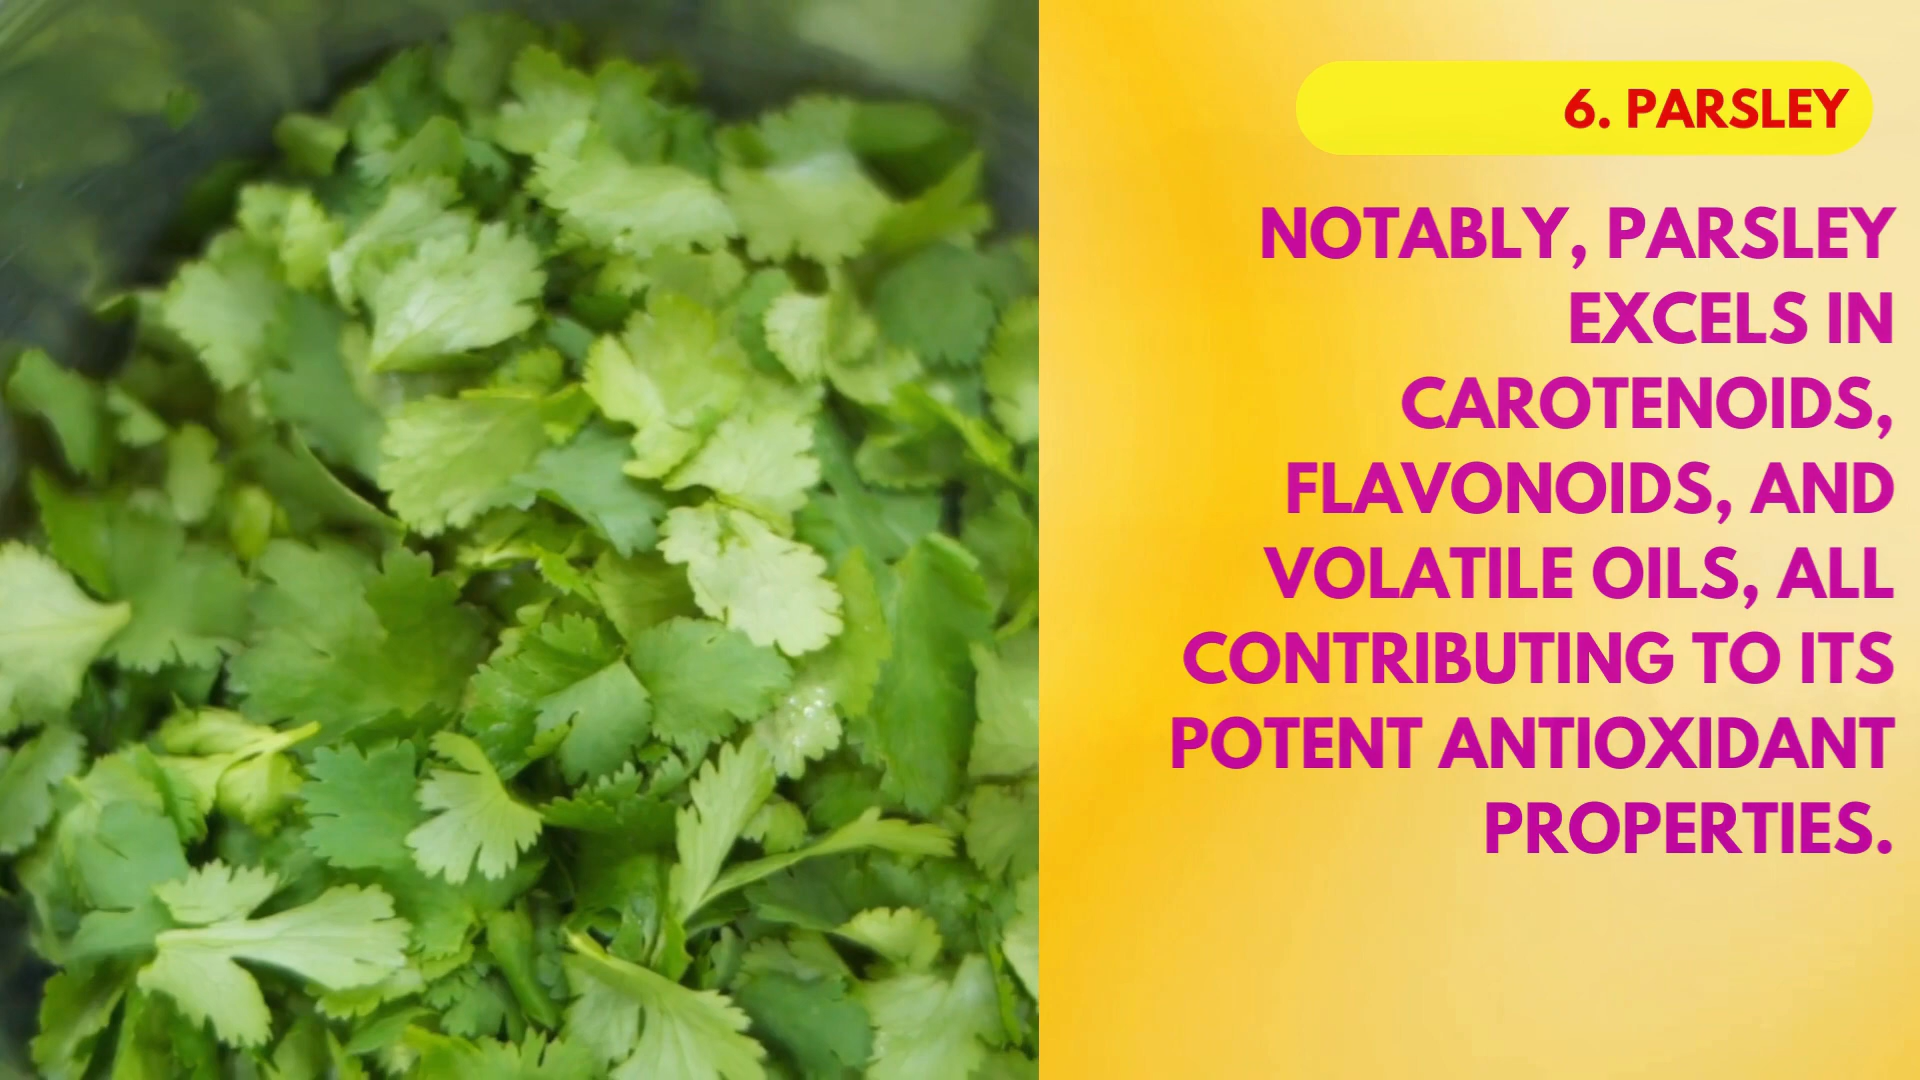 6. PARSLEY
NOTABLY, PARSLEY
EXCELS IN
CAROTENOIDS,
FLAVONOIDS, AND
VOLATILE OILS, ALL
CONTRIBUTING TO ITS
POTENT ANTIOXIDANT
PROPERTIES.